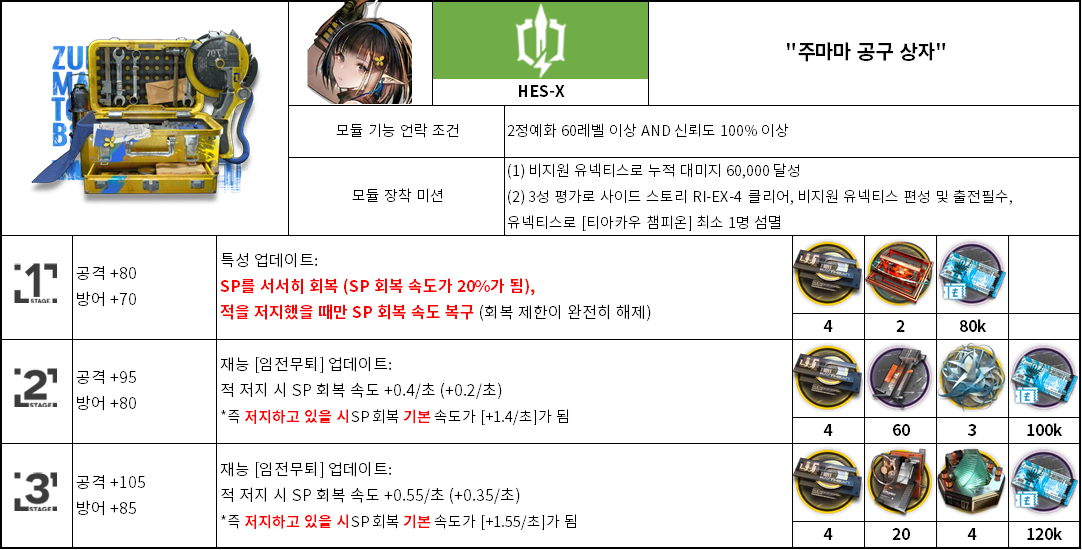 ZU
MA
TO
B
HES-X
"주마마 공구 상자"
모듈 기능 언락 조건
2정예화 60레벨 이상 AND 신뢰도 100% 이상
모듈 장착 미션
(1) 비지원 유넥티스로 누적 대미지 60,000 달성
(2) 3성 평가로 사이드 스토리 RI-EX-4 클리어, 비지원 유넥티스 편성 및 출전필수,
유넥티스로 [티아카우 챔피온] 최소 1명 섬멸
1
STAGE
공격 +80
방어 +70
특성 업데이트:
SP를 서서히 회복 (SP 회복 속도가 20%가 됨),
적을 저지했을 때만 SP 회복 속도 복구 (회복 제한이 완전히 해제)
4 2 80k
2
STAGE
공격 +95
방어 +80
재능 [임전무퇴] 업데이트:
적 저지 시 SP 회복 속도 +0.4/초 (+0.2/초)
*즉 저지하고 있을 시SP 회복 기본 속도가 [+1.4/초]가 됨
4 60 3 100k
3
STAGE
공격 +105
방어 +85
재능 [임전무퇴] 업데이트:
적 저지 시 SP 회복 속도 +0.55/초 (+0.35/초)
*즉 저지하고 있을 시SP 회복 기본 속도가 [+1.55/초]가 됨
4 20 4 120k